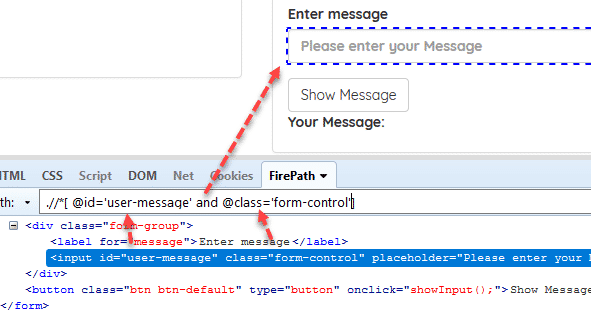 Enter message
Please enter your Message
Show Message
Your Message:
HTML CSS Script DOM Net Cookies FirePath
th: .//*[ @id='user-message' and @class='form-control']
<div class="form-group">
<label for="message">Enter message</label>
<input id="user-message" class="form-control" placeholder="Please enter your
</div>
<button class="btn btn-default" type="button" onclick="showInput();">Show Message
</form>